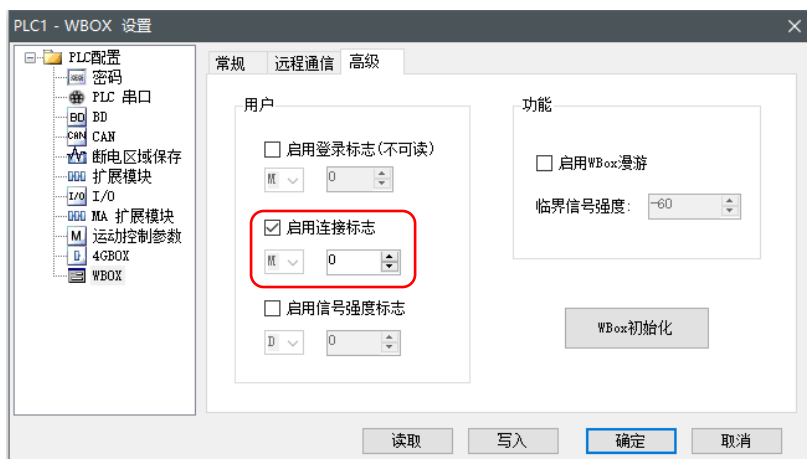 PLC1 - WBOX 设置
PLC配置
密码
PLC 串口
BD BD
CAN CAN
断电区域保存
扩展模块
I/O I/O
MA 扩展模块
M 运动控制参数
4GBOX
WBOX
常规 远程通信 高级
用户
启用登录标志(不可读)
M 0
启用连接标志
M 0
启用信号强度标志
D 0
功能
启用WBox漫游
临界信号强度: -60
WBox初始化
读取 写入 确定 取消